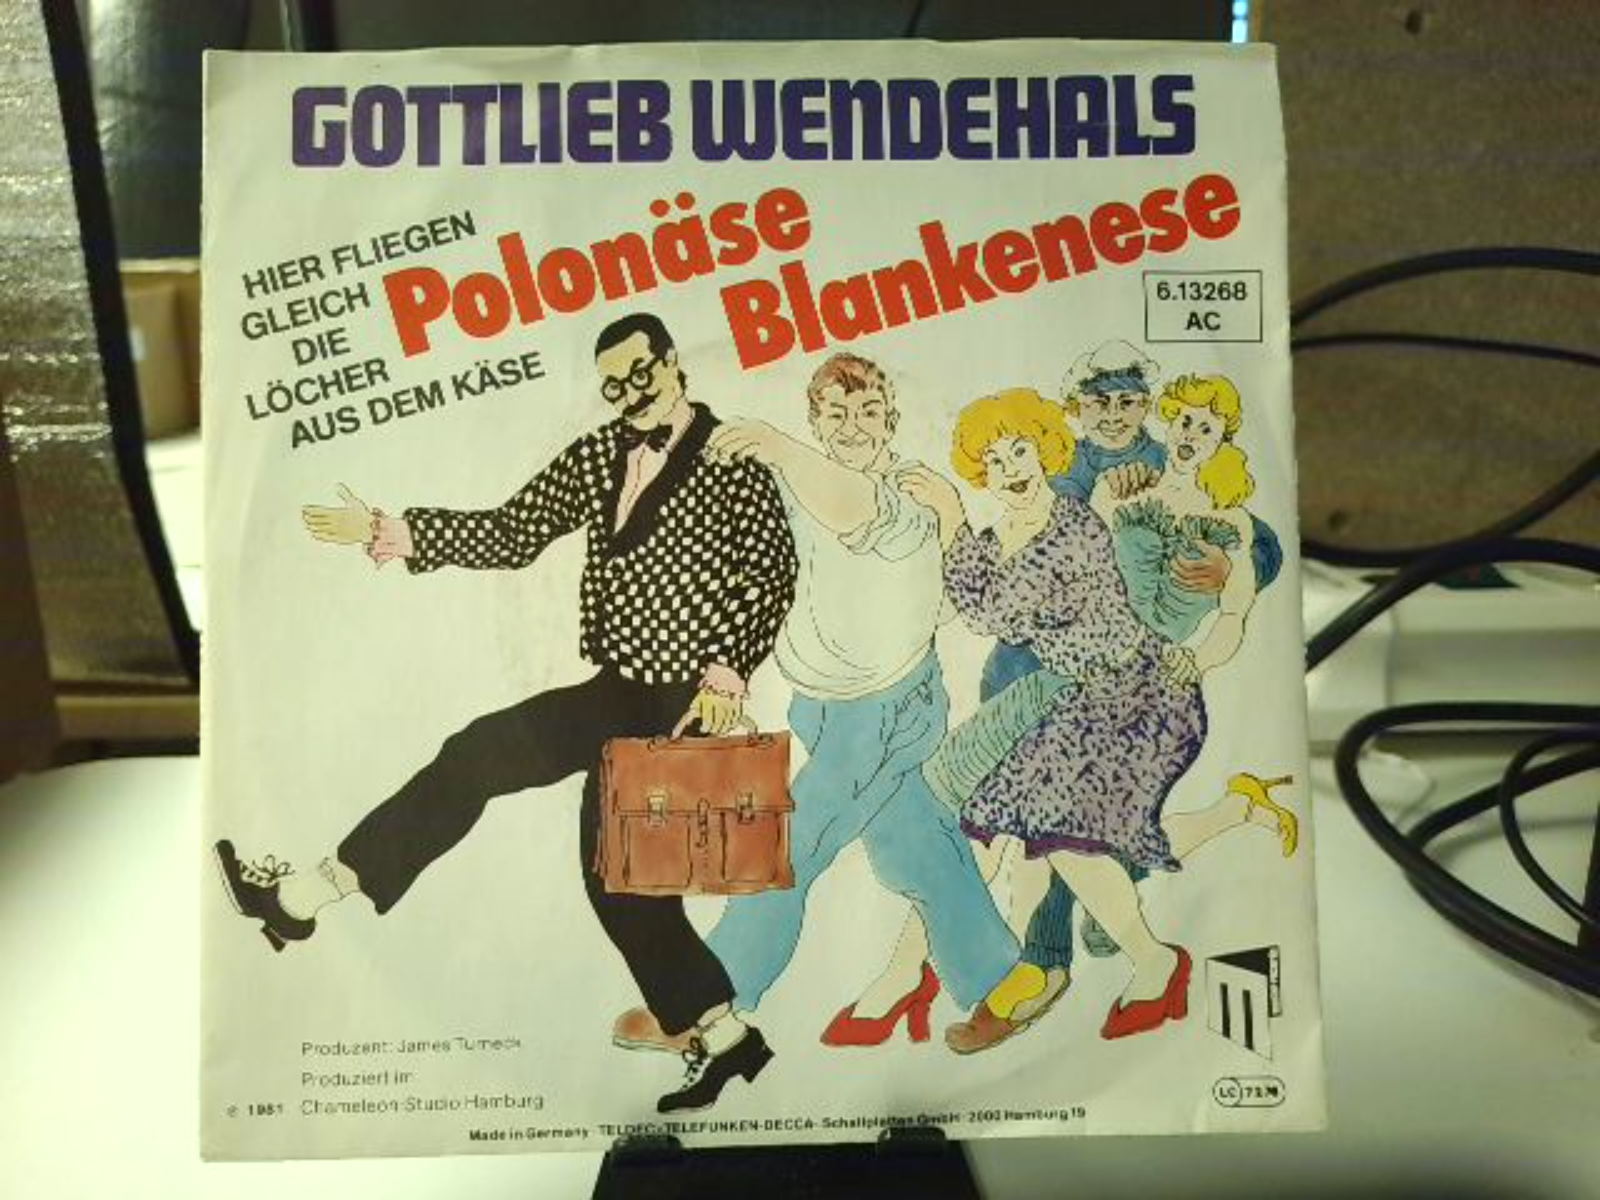 GOTTLIEB WENDEHALS
HIER FLIEGEN
GLEICH
DIE
LÖCHER
AUS DEM KÄSE
Polonäse
Blankenese
6.13268
AC
Produzent: James Turneck
Produziert im
℗ 1981 Chameleon-Studio Hamburg
Made in Germany · TELDEC »TELEFUNKEN-DECCA« Schallplatten GmbH · 2000 Hamburg 19
LC